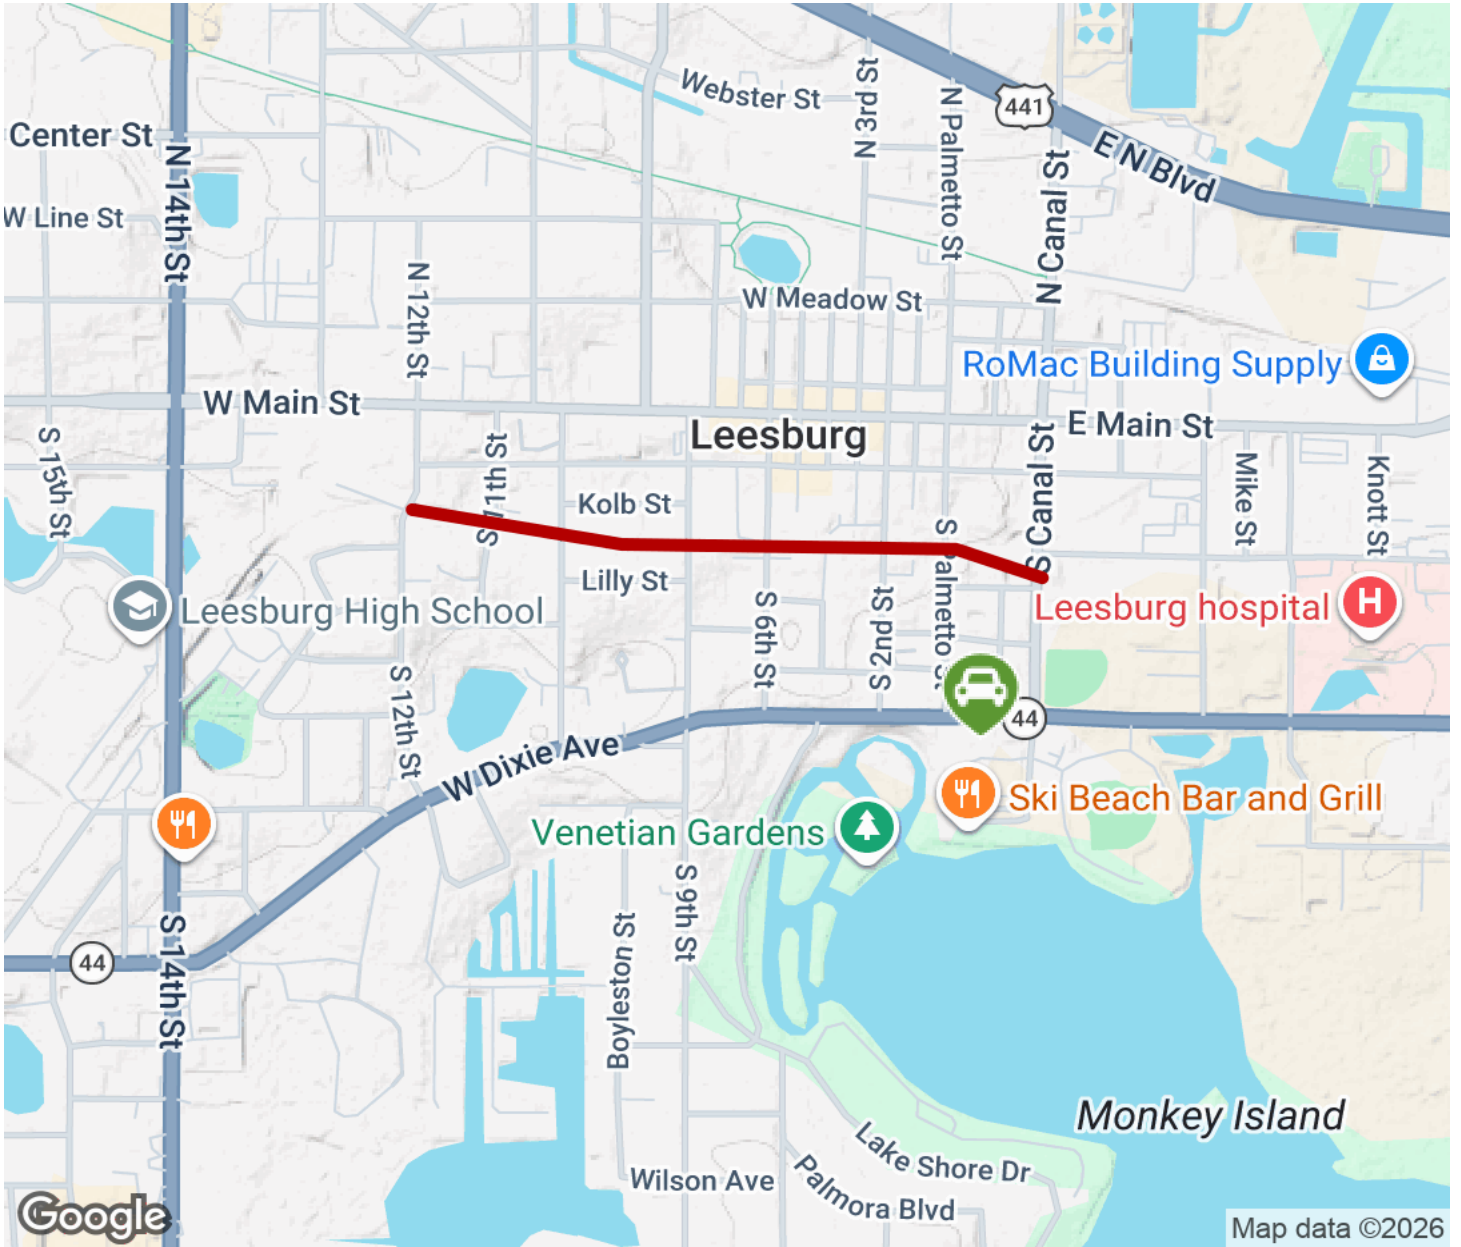 Webster St
N 3rd St
N Palmetto St
441
E N Blvd
Center St
N 14th St
N Canal St
W Line St
N 12th St
W Meadow St
RoMac Building Supply
W Main St
Leesburg
E Main St
S 15th St
S 11th St
Kolb St
S Canal St
Mike St
Knott St
S Palmetto St
Lilly St
Leesburg High School
S 6th St
S 2nd St
Leesburg hospital
H
S 12th St
44
W Dixie Ave
Ski Beach Bar and Grill
Venetian Gardens
S 9th St
Boyleston St
44
S 14th St
Monkey Island
Lake Shore Dr
Wilson Ave
Palmora Blvd
Google
Map data ©2026